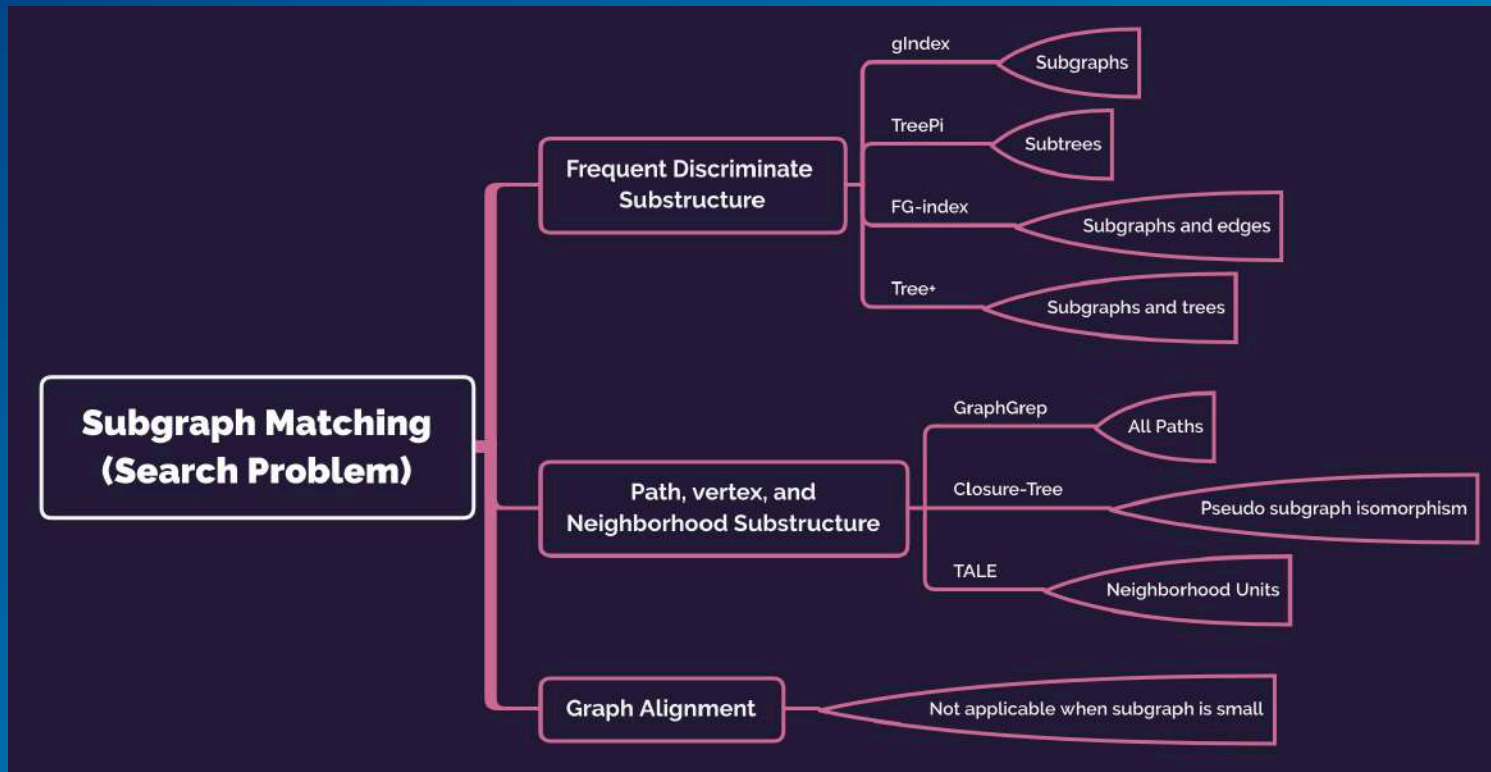 Subgraph Matching
(Search Problem)
Frequent Discriminate
Substructure
gIndex
Subgraphs
TreePi
Subtrees
FG-index
Subgraphs and edges
Tree+
Subgraphs and trees
Path, vertex, and
Neighborhood Substructure
GraphGrep
All Paths
Closure-Tree
Pseudo subgraph isomorphism
TALE
Neighborhood Units
Graph Alignment
Not applicable when subgraph is small